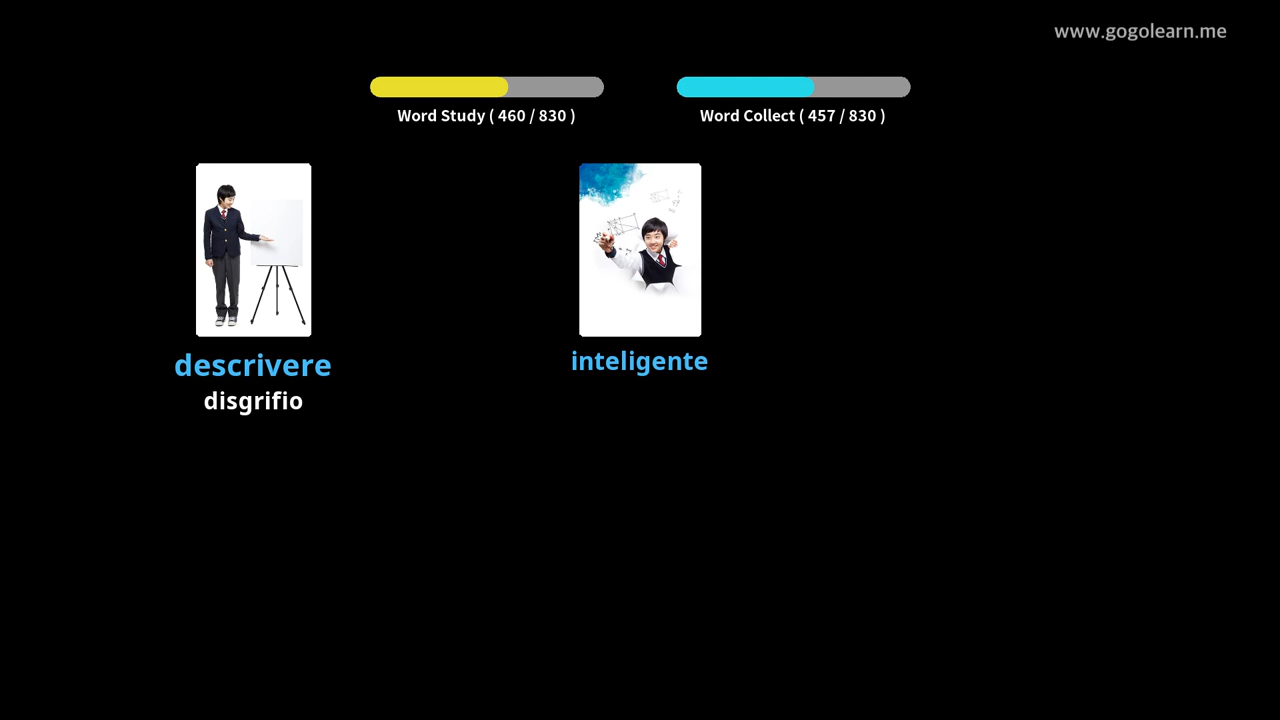 www.gogolearn.me
Word Study ( 460 / 830 )
Word Collect ( 457 / 830 )
descrivere
disgrifio
inteligente